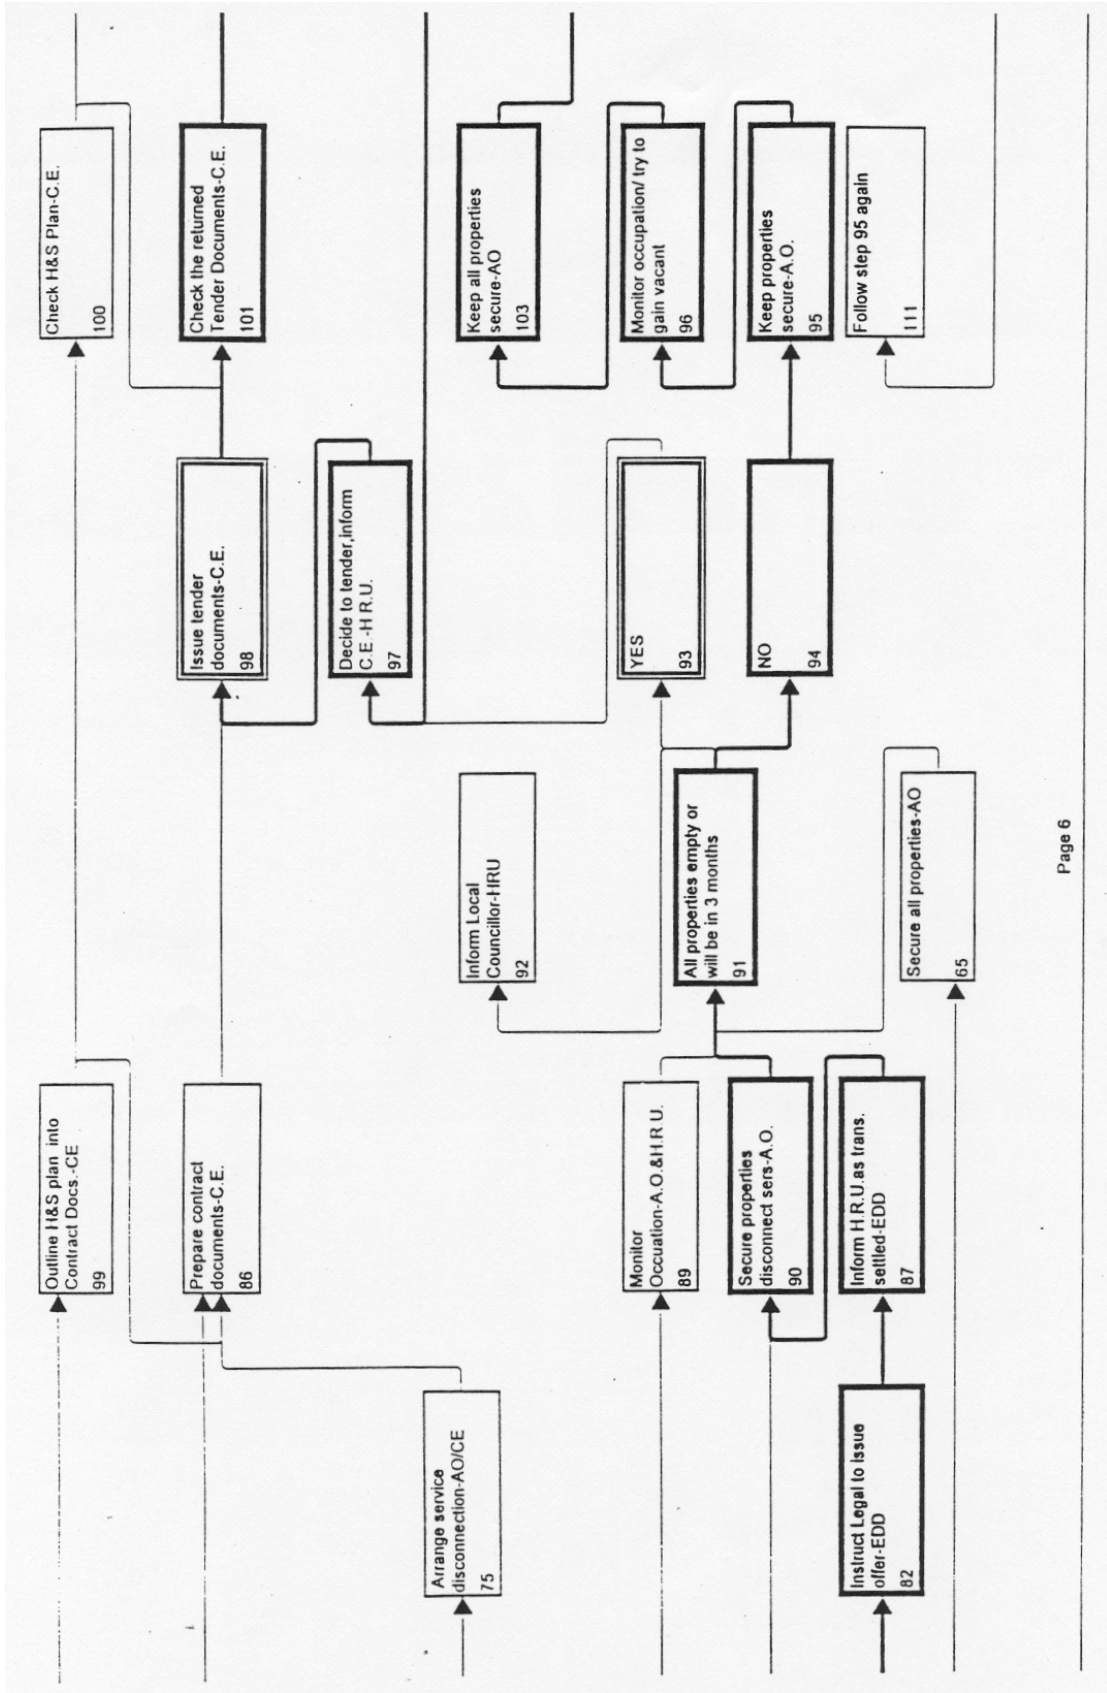 Outline H&S plan into
Contract Docs.-CE
99
Check H&S Plan-C.E.
100
Prepare contract
documents-C.E.
86
Issue tender
documents-C.E.
98
Check the returned
Tender Documents-C.E.
101
Decide to tender,inform
C.E.-H R.U.
97
Arrange service
disconnection-AO/CE
75
Inform Local
Councillor-HRU
92
Keep all properties
secure-AO
103
Monitor
Occuation-A.O.&H.R.U.
89
YES
93
Monitor occupation/ try to
gain vacant
96
All properties empty or
will be in 3 months
91
Secure properties
disconnect sers-A.O.
90
NO
94
Keep properties
secure-A.O.
95
Instruct Legal to issue
offer-EDD
82
Inform H.R.U.as trans.
settled-EDD
87
Follow step 95 again
111
Secure all properties-AO
65
Page 6